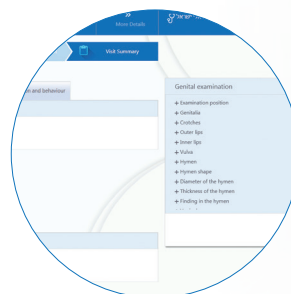 »
More Details
ישראל
Visit Summary
and behaviour
Genital examination
+ Examination position
+ Genitalia
+ Crotches
+ Outer lips
+ Inner lips
+ Vulva
+ Hymen
+ Hymen shape
+ Diameter of the hymen
+ Thickness of the hymen
+ Finding in the hymen